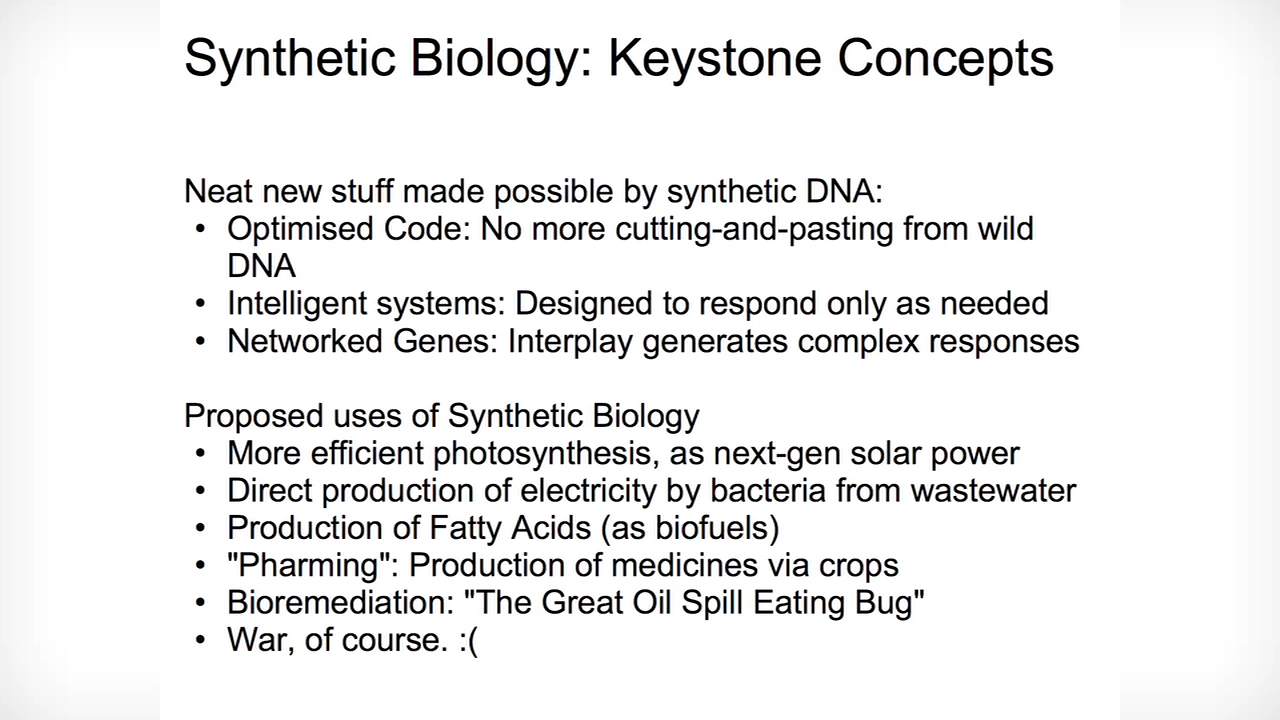 Synthetic Biology: Keystone Concepts
Neat new stuff made possible by synthetic DNA:
• Optimised Code: No more cutting-and-pasting from wild
DNA
• Intelligent systems: Designed to respond only as needed
• Networked Genes: Interplay generates complex responses
Proposed uses of Synthetic Biology
• More efficient photosynthesis, as next-gen solar power
• Direct production of electricity by bacteria from wastewater
• Production of Fatty Acids (as biofuels)
• "Pharming": Production of medicines via crops
• Bioremediation: "The Great Oil Spill Eating Bug"
• War, of course. :(